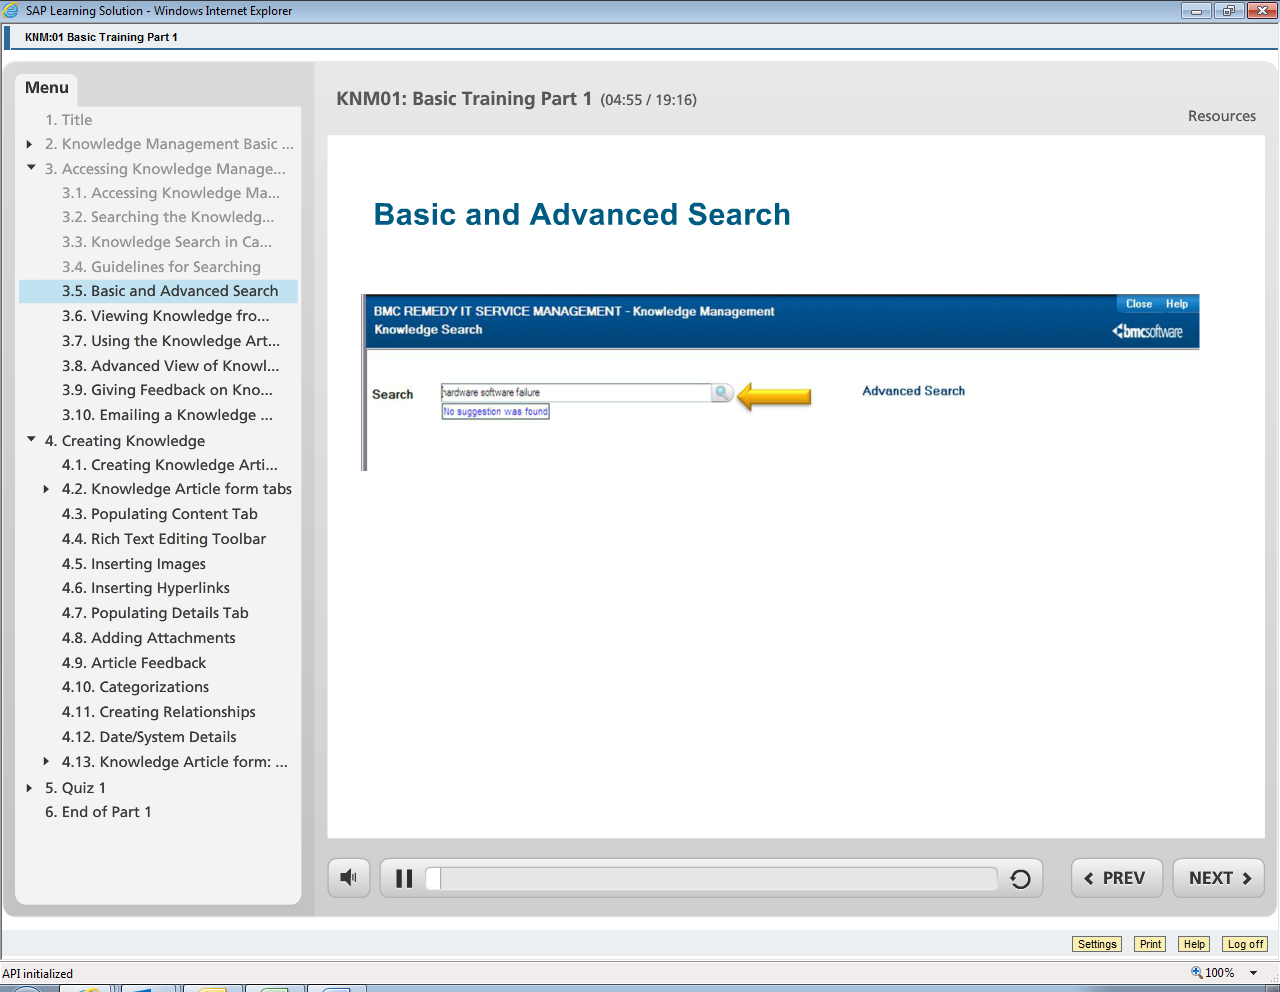 SAP Learning Solution - Windows Internet Explorer
KNM:01 Basic Training Part 1
Menu
1. Title
2. Knowledge Management Basic ...
3. Accessing Knowledge Manage...
3.1. Accessing Knowledge Ma...
3.2. Searching the Knowledg...
3.3. Knowledge Search in Ca...
3.4. Guidelines for Searching
3.5. Basic and Advanced Search
3.6. Viewing Knowledge fro...
3.7. Using the Knowledge Art...
3.8. Advanced View of Knowl...
3.9. Giving Feedback on Kno...
3.10. Emailing a Knowledge ...
4. Creating Knowledge
4.1. Creating Knowledge Arti...
4.2. Knowledge Article form tabs
4.3. Populating Content Tab
4.4. Rich Text Editing Toolbar
4.5. Inserting Images
4.6. Inserting Hyperlinks
4.7. Populating Details Tab
4.8. Adding Attachments
4.9. Article Feedback
4.10. Categorizations
4.11. Creating Relationships
4.12. Date/System Details
4.13. Knowledge Article form: ...
5. Quiz 1
6. End of Part 1
KNM01: Basic Training Part 1 (04:55 / 19:16)
Resources
Basic and Advanced Search
BMC REMEDY IT SERVICE MANAGEMENT - Knowledge Management
Knowledge Search
Close Help
bmcsoftware
Search
hardware software failure
No suggestion was found
Advanced Search
PREV
NEXT
Settings
Print
Help
Log off
API initialized
100%